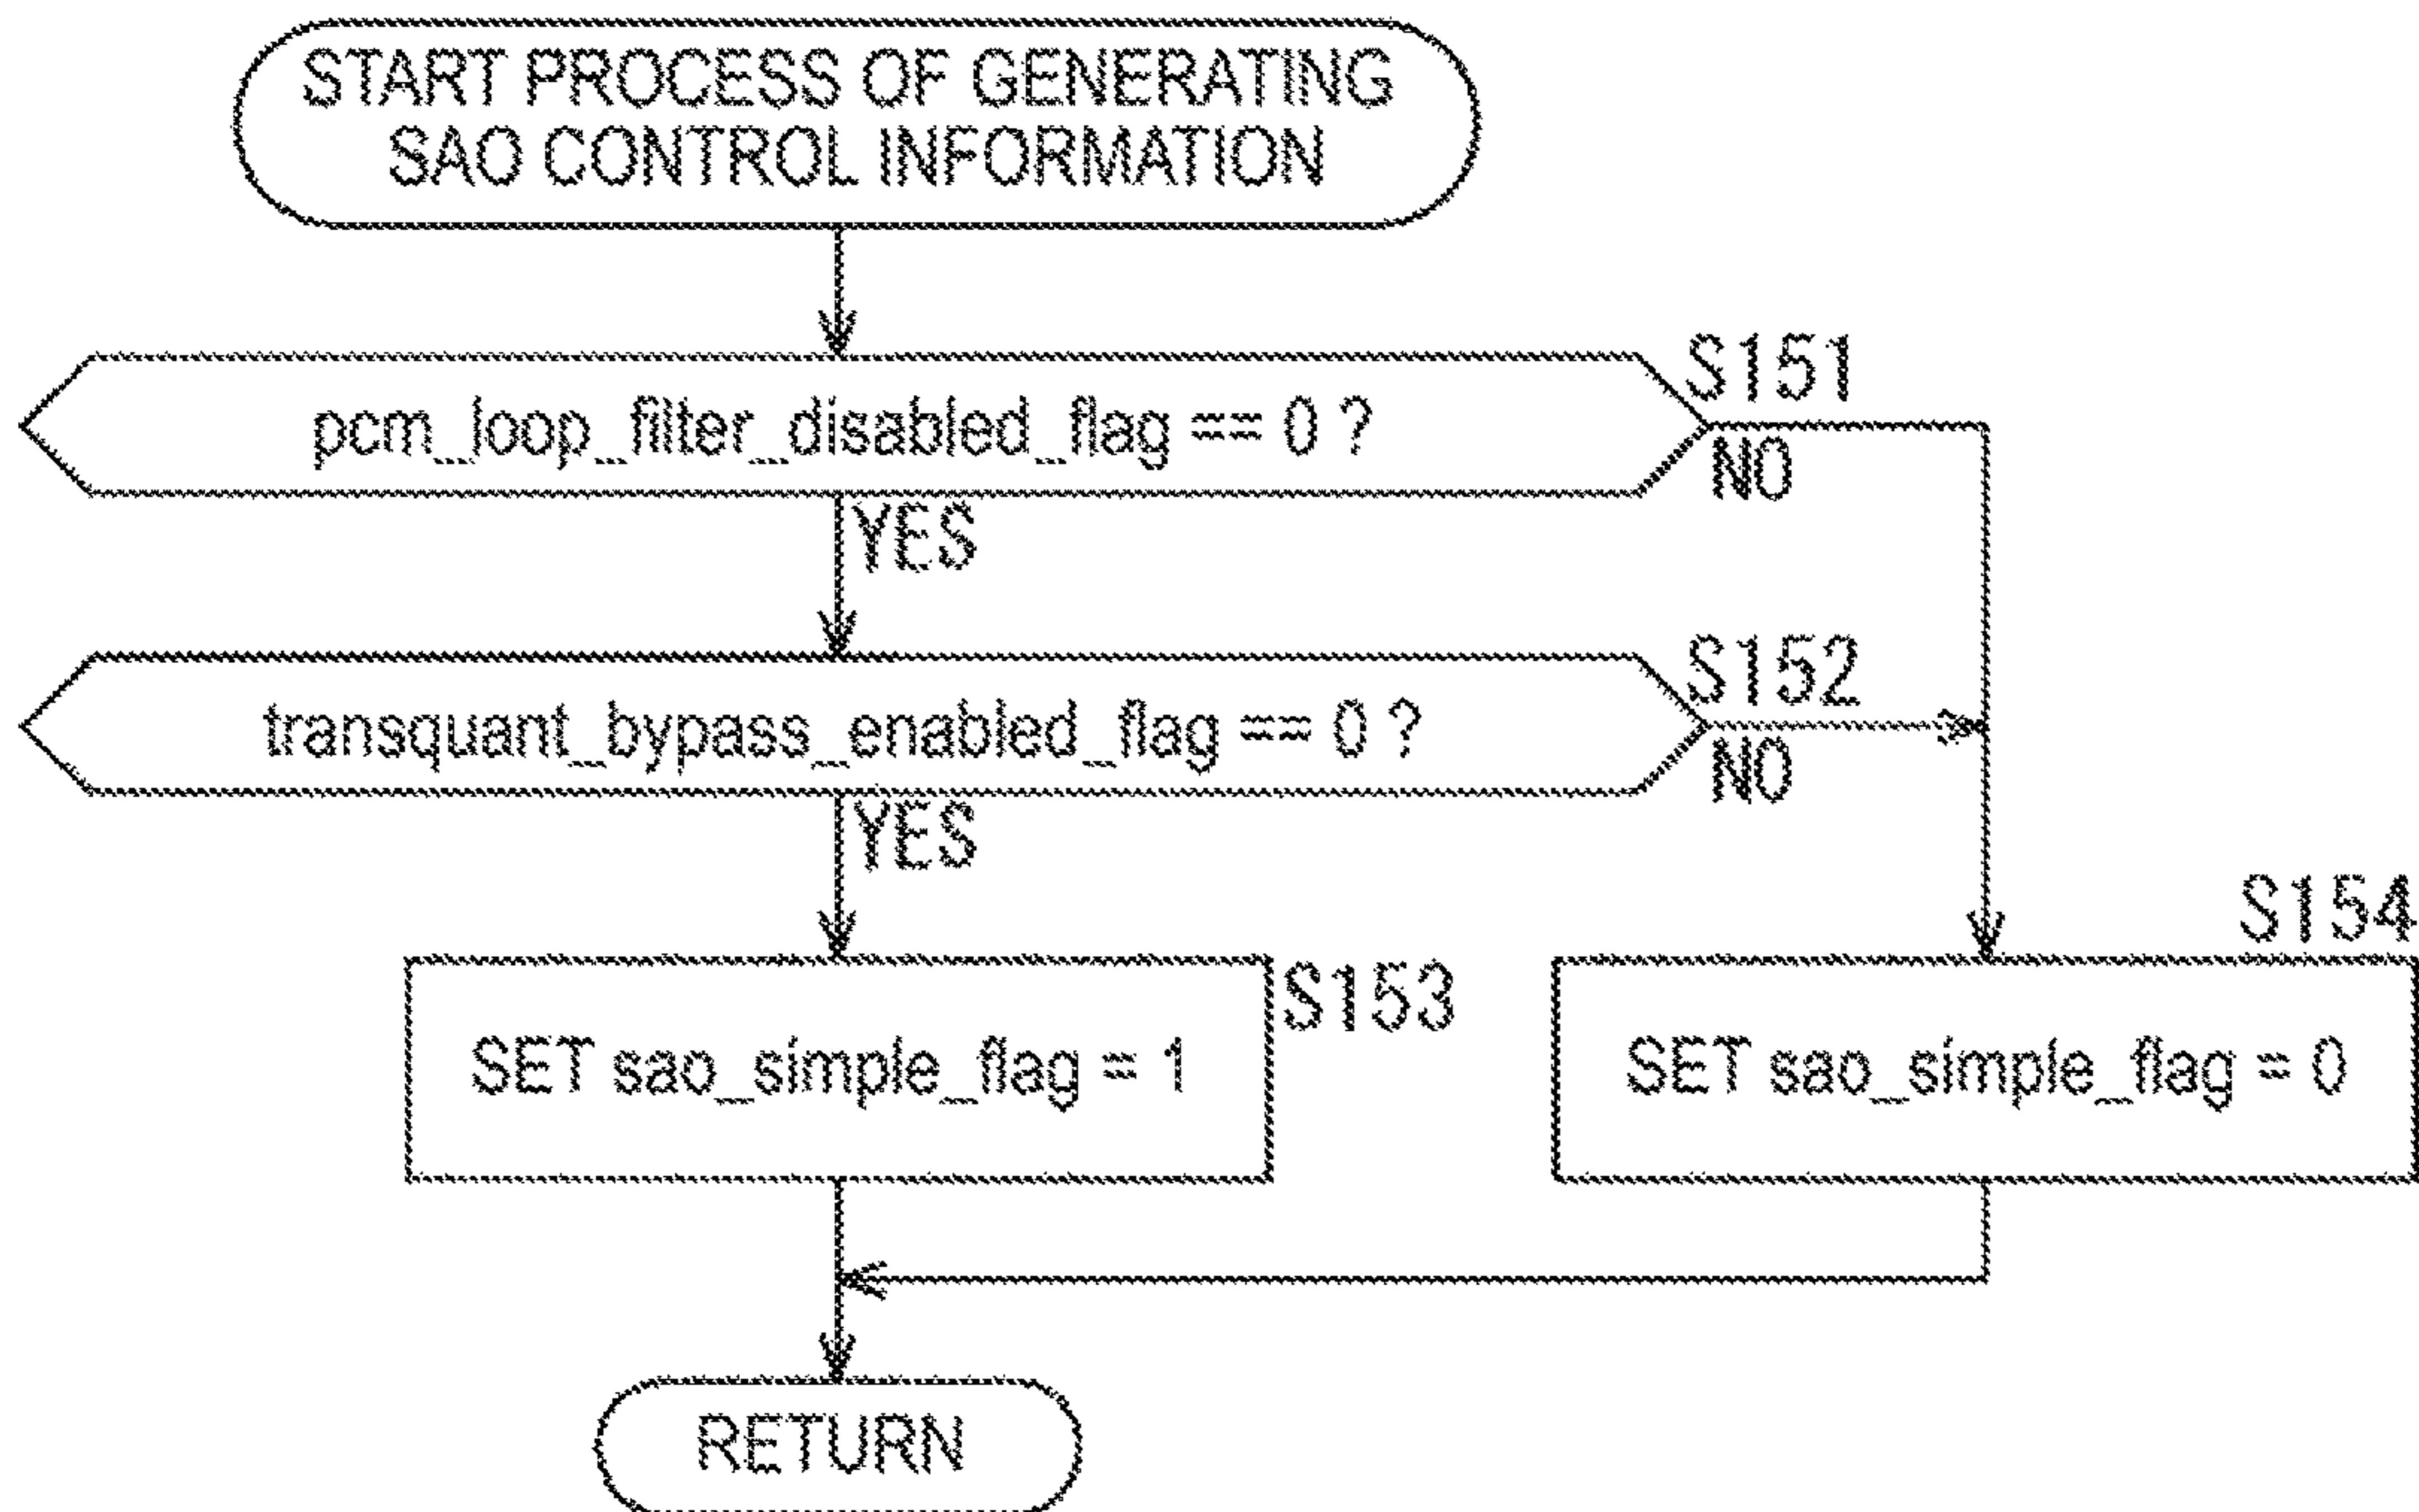 START PROCESS OF GENERATING
SAO CONTROL INFORMATION
S151
pcm_loop_filter_disabled_flag == 0 ?
NO
YES
S152
transquant_bypass_enabled_flag == 0 ?
NO
YES
S154
S153
SET sao_simple_flag = 1
SET sao_simple_flag = 0
RETURN